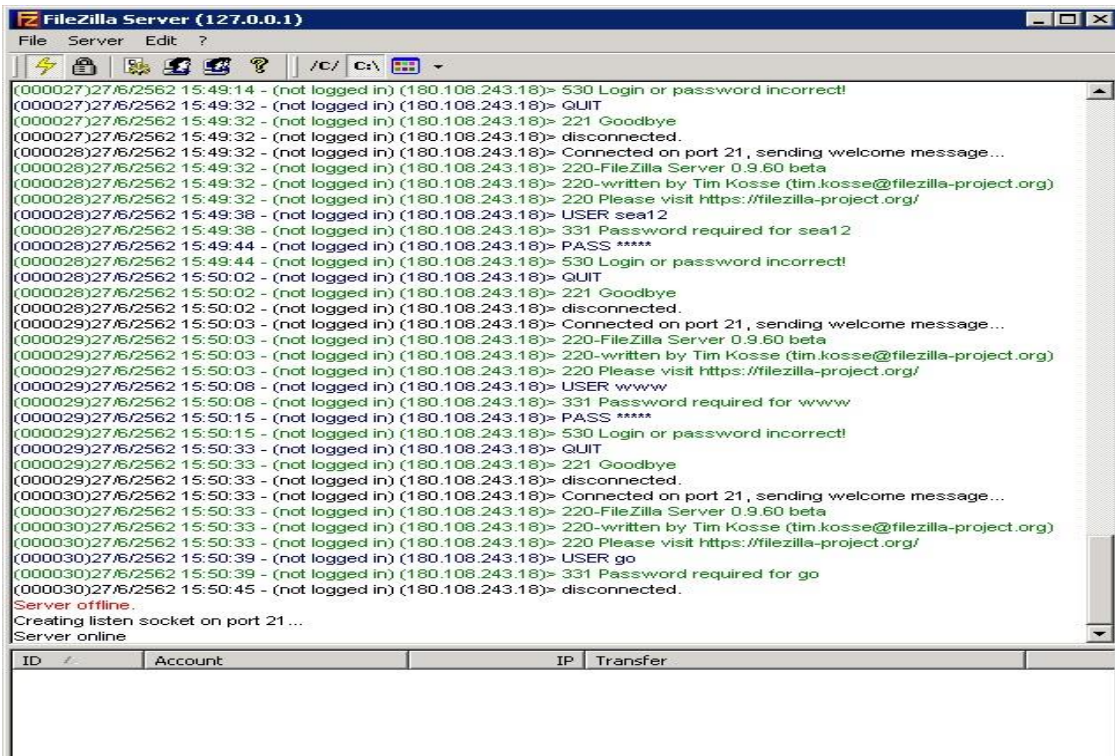 FileZilla Server (127.0.0.1)
File Server Edit ?
/C/ C:\
(000027)27/6/2562 15:49:14 - (not logged in) (180.108.243.18)> 530 Login or password incorrect!
(000027)27/6/2562 15:49:32 - (not logged in) (180.108.243.18)> QUIT
(000027)27/6/2562 15:49:32 - (not logged in) (180.108.243.18)> 221 Goodbye
(000027)27/6/2562 15:49:32 - (not logged in) (180.108.243.18)> disconnected.
(000028)27/6/2562 15:49:32 - (not logged in) (180.108.243.18)> Connected on port 21, sending welcome message...
(000028)27/6/2562 15:49:32 - (not logged in) (180.108.243.18)> 220-FileZilla Server 0.9.60 beta
(000028)27/6/2562 15:49:32 - (not logged in) (180.108.243.18)> 220-written by Tim Kosse (tim.kosse@filezilla-project.org)
(000028)27/6/2562 15:49:32 - (not logged in) (180.108.243.18)> 220 Please visit https://filezilla-project.org/
(000028)27/6/2562 15:49:38 - (not logged in) (180.108.243.18)> USER sea12
(000028)27/6/2562 15:49:38 - (not logged in) (180.108.243.18)> 331 Password required for sea12
(000028)27/6/2562 15:49:44 - (not logged in) (180.108.243.18)> PASS *****
(000028)27/6/2562 15:49:44 - (not logged in) (180.108.243.18)> 530 Login or password incorrect!
(000028)27/6/2562 15:50:02 - (not logged in) (180.108.243.18)> QUIT
(000028)27/6/2562 15:50:02 - (not logged in) (180.108.243.18)> 221 Goodbye
(000028)27/6/2562 15:50:02 - (not logged in) (180.108.243.18)> disconnected.
(000029)27/6/2562 15:50:03 - (not logged in) (180.108.243.18)> Connected on port 21, sending welcome message...
(000029)27/6/2562 15:50:03 - (not logged in) (180.108.243.18)> 220-FileZilla Server 0.9.60 beta
(000029)27/6/2562 15:50:03 - (not logged in) (180.108.243.18)> 220-written by Tim Kosse (tim.kosse@filezilla-project.org)
(000029)27/6/2562 15:50:03 - (not logged in) (180.108.243.18)> 220 Please visit https://filezilla-project.org/
(000029)27/6/2562 15:50:08 - (not logged in) (180.108.243.18)> USER www
(000029)27/6/2562 15:50:08 - (not logged in) (180.108.243.18)> 331 Password required for www
(000029)27/6/2562 15:50:15 - (not logged in) (180.108.243.18)> PASS *****
(000029)27/6/2562 15:50:15 - (not logged in) (180.108.243.18)> 530 Login or password incorrect!
(000029)27/6/2562 15:50:33 - (not logged in) (180.108.243.18)> QUIT
(000029)27/6/2562 15:50:33 - (not logged in) (180.108.243.18)> 221 Goodbye
(000029)27/6/2562 15:50:33 - (not logged in) (180.108.243.18)> disconnected.
(000030)27/6/2562 15:50:33 - (not logged in) (180.108.243.18)> Connected on port 21, sending welcome message...
(000030)27/6/2562 15:50:33 - (not logged in) (180.108.243.18)> 220-FileZilla Server 0.9.60 beta
(000030)27/6/2562 15:50:33 - (not logged in) (180.108.243.18)> 220-written by Tim Kosse (tim.kosse@filezilla-project.org)
(000030)27/6/2562 15:50:33 - (not logged in) (180.108.243.18)> 220 Please visit https://filezilla-project.org/
(000030)27/6/2562 15:50:39 - (not logged in) (180.108.243.18)> USER go
(000030)27/6/2562 15:50:39 - (not logged in) (180.108.243.18)> 331 Password required for go
(000030)27/6/2562 15:50:45 - (not logged in) (180.108.243.18)> disconnected.
Server offline.
Creating listen socket on port 21...
Server online
ID / Account IP Transfer